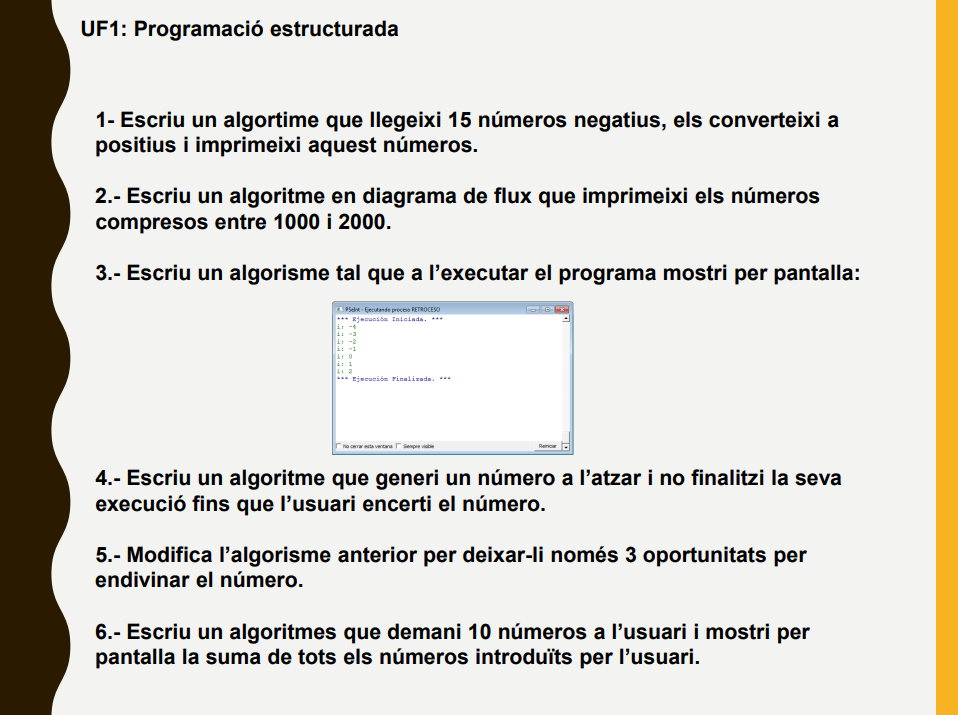 UF1: Programació estructurada
1- Escriu un algortime que llegeixi 15 números negatius, els converteixi a
positius i imprimeixi aquest números.
2.- Escriu un algoritme en diagrama de flux que imprimeixi els números
compresos entre 1000 i 2000.
3.- Escriu un algorisme tal que a l’executar el programa mostri per pantalla:
PSeInt - Ejecutando proceso RETROCESO
*** Ejecución Iniciada. ***
i: -4
i: -3
i: -2
i: -1
i: 0
i: 1
i: 2
*** Ejecución Finalizada. ***
No cerrar esta ventana Siempre visible Reiniciar
4.- Escriu un algoritme que generi un número a l’atzar i no finalitzi la seva
execució fins que l’usuari encerti el número.
5.- Modifica l’algorisme anterior per deixar-li només 3 oportunitats per
endivinar el número.
6.- Escriu un algoritmes que demani 10 números a l’usuari i mostri per
pantalla la suma de tots els números introduïts per l’usuari.